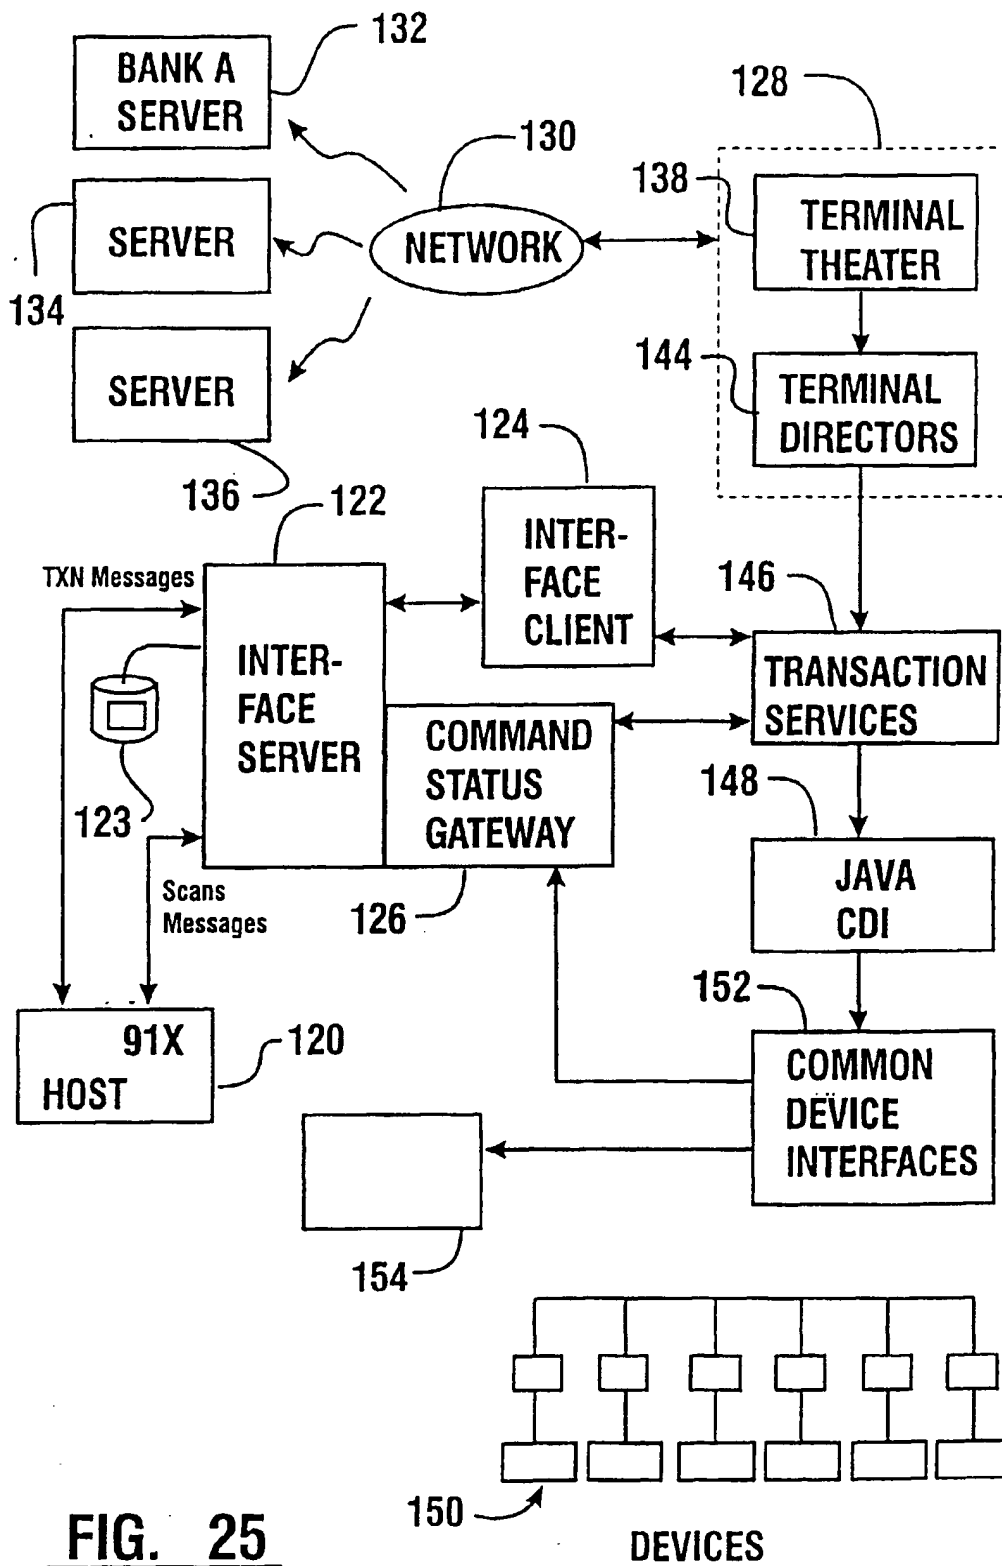 132
BANK A
SERVER
128
130
138
TERMINAL
THEATER
SERVER
NETWORK
134
144
SERVER
TERMINAL
DIRECTORS
124
136
122
INTER-
FACE
CLIENT
TXN Messages
146
INTER-
FACE
SERVER
TRANSACTION
SERVICES
COMMAND
STATUS
GATEWAY
123
148
Scans
Messages
126
JAVA
CDI
152
91X
HOST
120
COMMON
DEVICE
INTERFACES
154
150
DEVICES
FIG. 25